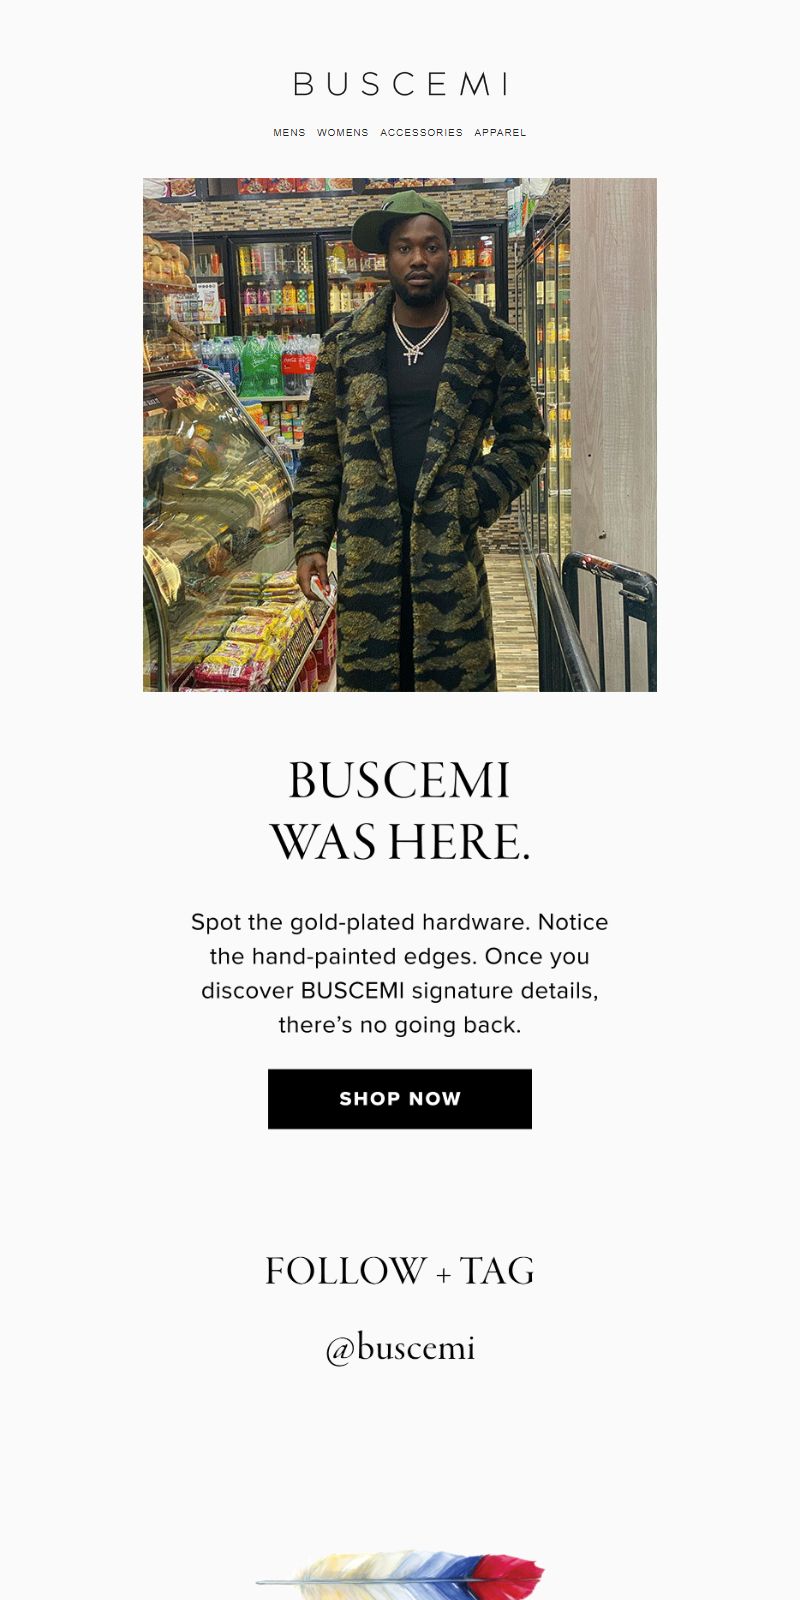 BUSCEMI
MENS WOMENS ACCESSORIES APPAREL
BUSCEMI
WAS HERE.
Spot the gold-plated hardware. Notice
the hand-painted edges. Once you
discover BUSCEMI signature details,
there’s no going back.
SHOP NOW
FOLLOW + TAG
@buscemi